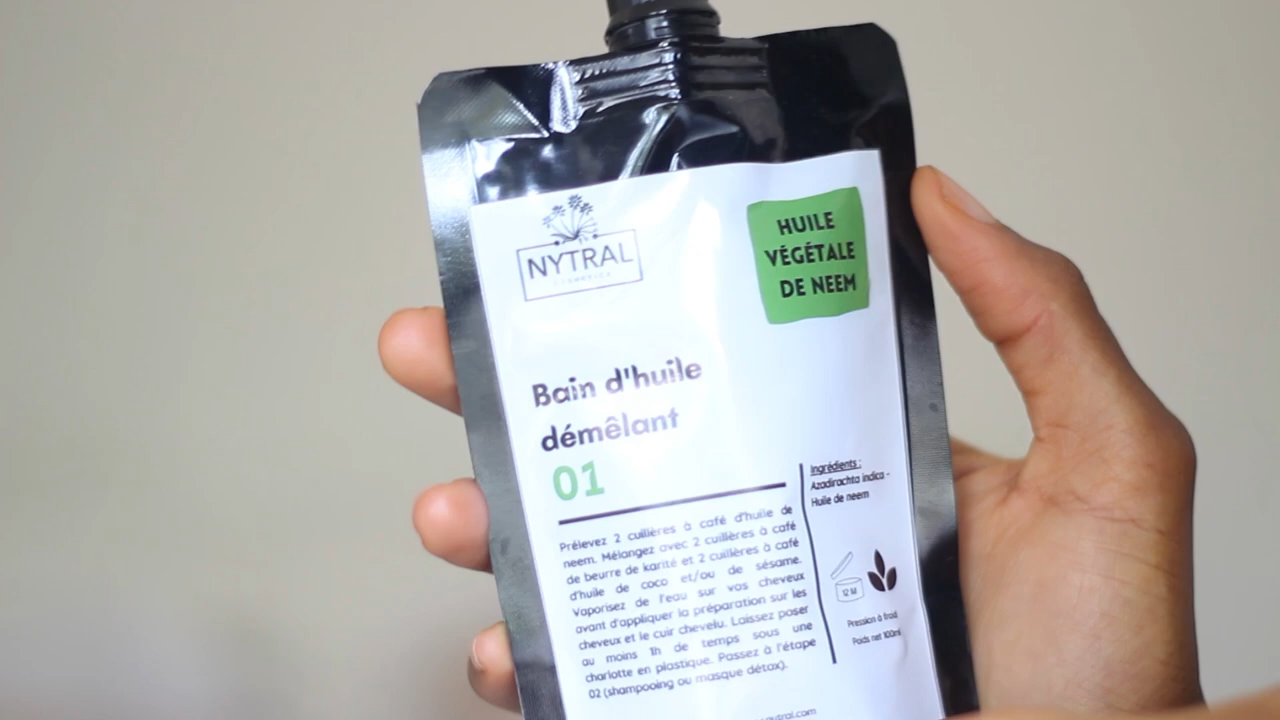 NYTRAL
COSMETICS
HUILE
VÉGÉTALE
DE NEEM
Bain d'huile
démêlant
01
Prélevez 2 cuillières à café d'huile de
neem. Mélangez avec 2 cuillères à café
de beurre de karité et 2 cuillères à café
d'huile de coco et/ou de sésame.
Vaporisez de l'eau sur vos cheveux
avant d'appliquer la préparation sur les
cheveux et le cuir chevelu. Laissez poser
au moins 1h de temps sous une
charlotte en plastique. Passez à l'étape
02 (shampooing ou masque détox).
Ingrédients :
Azadirachta indica -
Huile de neem
12 M
Pression à froid
Poids net 100ml
nytral.com